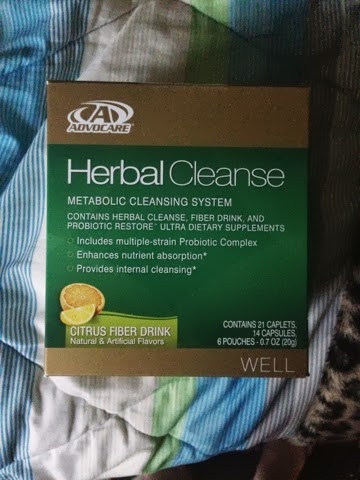 A
ADVOCARE®
Herbal Cleanse
METABOLIC CLEANSING SYSTEM
CONTAINS HERBAL CLEANSE, FIBER DRINK, AND
PROBIOTIC RESTORE™ ULTRA DIETARY SUPPLEMENTS
Includes multiple-strain Probiotic Complex
Enhances nutrient absorption*
Provides internal cleansing*
CITRUS FIBER DRINK
Natural & Artificial Flavors
CONTAINS 21 CAPLETS,
14 CAPSULES,
6 POUCHES - 0.7 OZ (20g)
WELL